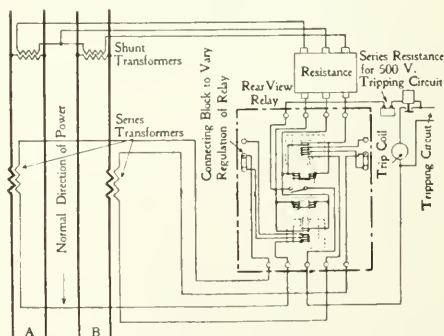 Shunt
Transformers
Series
Transformers
Normal Direction of Power
A
B
Connecting Block to Vary
Regulation of Relay
Rear View
Relay
Resistance
Series Resistance
for 500 V.
Tripping Circuit
Trip Coil
Tripping Circuit